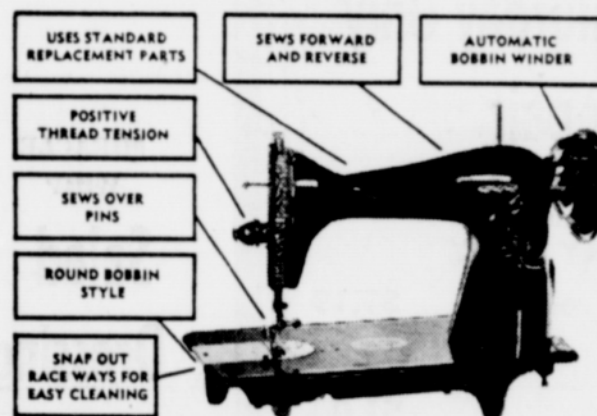 USES STANDARD
REPLACEMENT PARTS
SEWS FORWARD
AND REVERSE
AUTOMATIC
BOBBIN WINDER
POSITIVE
THREAD TENSION
SEWS OVER
PINS
ROUND BOBBIN
STYLE
SNAP OUT
RACE WAYS FOR
EASY CLEANING